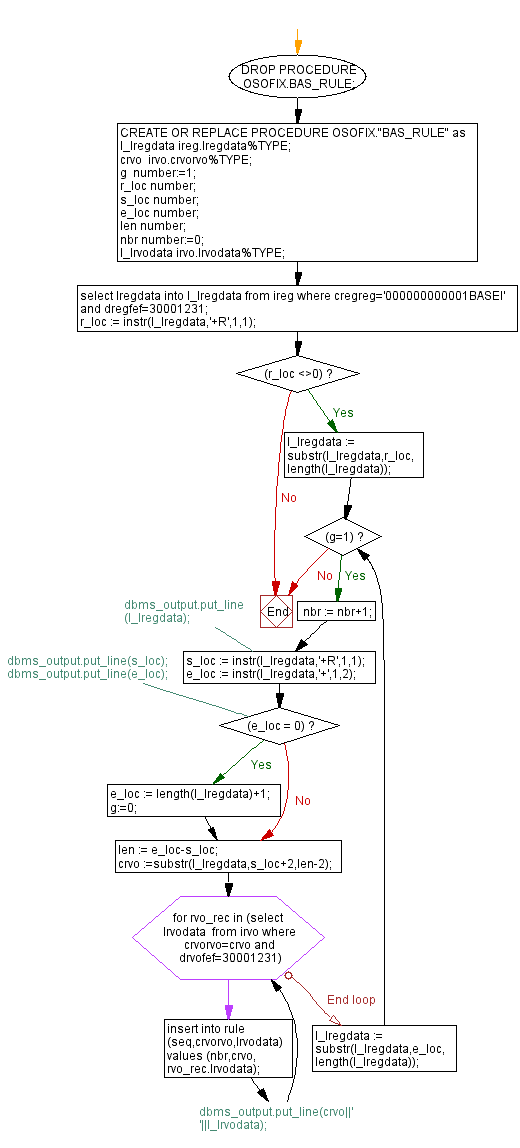 DROP PROCEDURE
OSOFIX.BAS_RULE;
CREATE OR REPLACE PROCEDURE OSOFIX."BAS_RULE" as
l_lregdata ireg.lregdata%TYPE;
crvo irvo.crvorvo%TYPE;
g number:=1;
r_loc number;
s_loc number;
e_loc number;
len number;
nbr number:=0;
l_lrvodata irvo.lrvodata%TYPE;
select lregdata into l_lregdata from ireg where cregreg='000000000001BASEI'
and dregfef=30001231;
r_loc := instr(l_lregdata,'+R',1,1);
(r_loc <>0) ?
Yes
l_lregdata :=
substr(l_lregdata,r_loc,
length(l_lregdata));
No
(g=1) ?
No
Yes
End
nbr := nbr+1;
dbms_output.put_line
(l_lregdata);
s_loc := instr(l_lregdata,'+R',1,1);
e_loc := instr(l_lregdata,'+',1,2);
dbms_output.put_line(s_loc);
dbms_output.put_line(e_loc);
(e_loc = 0) ?
Yes
No
e_loc := length(l_lregdata)+1;
g:=0;
len := e_loc-s_loc;
crvo :=substr(l_lregdata,s_loc+2,len-2);
for rvo_rec in (select
lrvodata from irvo where
crvorvo=crvo and
drvofef=30001231)
End loop
l_lregdata :=
substr(l_lregdata,e_loc,
length(l_lregdata));
insert into rule
(seq,crvorvo,lrvodata)
values (nbr,crvo,
rvo_rec.lrvodata);
dbms_output.put_line(crvo||'
'||l_lrvodata);